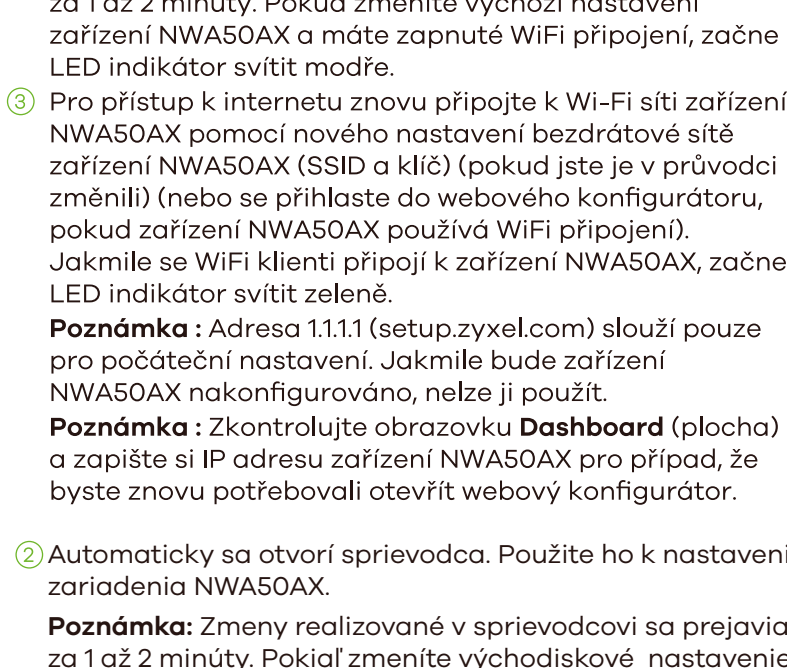 za 1 až 2 minuty. Pokud změníte výchozí nastavení
zařízení NWA50AX a máte zapnuté WiFi připojení, začne
LED indikátor svítit modře.
③ Pro přístup k internetu znovu připojte k Wi-Fi síti zařízení
NWA50AX pomocí nového nastavení bezdrátové sítě
zařízení NWA50AX (SSID a klíč) (pokud jste je v průvodci
změnili) (nebo se přihlaste do webového konfigurátoru,
pokud zařízení NWA50AX používá WiFi připojení).
Jakmile se WiFi klienti připojí k zařízení NWA50AX, začne
LED indikátor svítit zeleně.
Poznámka : Adresa 1.1.1.1 (setup.zyxel.com) slouží pouze
pro počáteční nastavení. Jakmile bude zařízení
NWA50AX nakonfigurováno, nelze ji použít.
Poznámka : Zkontrolujte obrazovku Dashboard (plocha)
a zapište si IP adresu zařízení NWA50AX pro případ, že
byste znovu potřebovali otevřít webový konfigurátor.
② Automaticky sa otvorí sprievodca. Použite ho k nastaveni
zariadenia NWA50AX.
Poznámka: Zmeny realizované v sprievodcovi sa prejavia
za 1 až 2 minúty. Pokiaľ zmeníte východiskové nastavenie